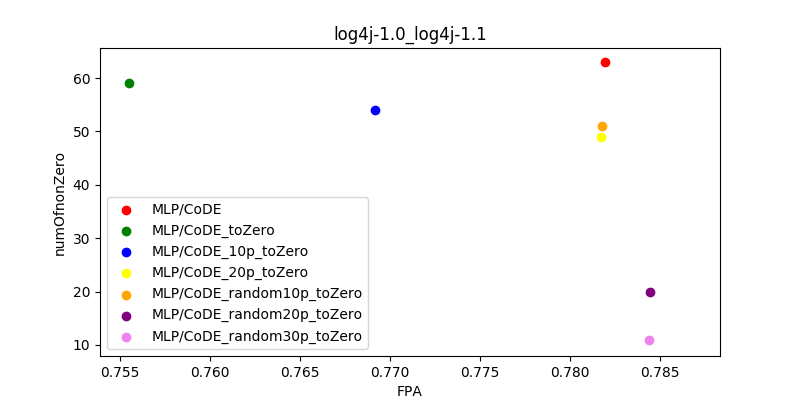 log4j-1.0_log4j-1.1
numOfnonZero
60
50
40
30
20
10
MLP/CoDE
MLP/CoDE_toZero
MLP/CoDE_10p_toZero
MLP/CoDE_20p_toZero
MLP/CoDE_random10p_toZero
MLP/CoDE_random20p_toZero
MLP/CoDE_random30p_toZero
0.755 0.760 0.765 0.770 0.775 0.780 0.785
FPA